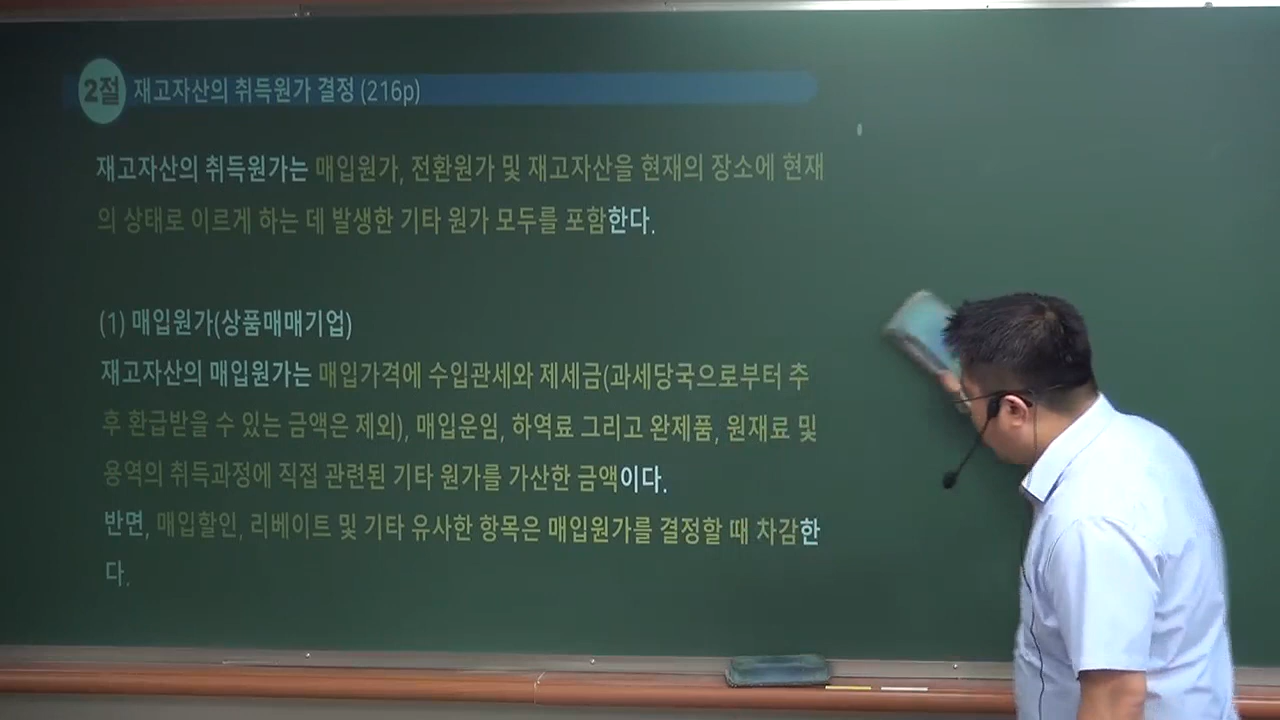 2절 재고자산의 취득원가 결정 (216p)
재고자산의 취득원가는 매입원가, 전환원가 및 재고자산을 현재의 장소에 현재
의 상태로 이르게 하는 데 발생한 기타 원가 모두를 포함한다.
(1) 매입원가(상품매매기업)
재고자산의 매입원가는 매입가격에 수입관세와 제세금(과세당국으로부터 추
후 환급받을 수 있는 금액은 제외), 매입운임, 하역료 그리고 완제품, 원재료 및
용역의 취득과정에 직접 관련된 기타 원가를 가산한 금액이다.
반면, 매입할인, 리베이트 및 기타 유사한 항목은 매입원가를 결정할 때 차감한
다.